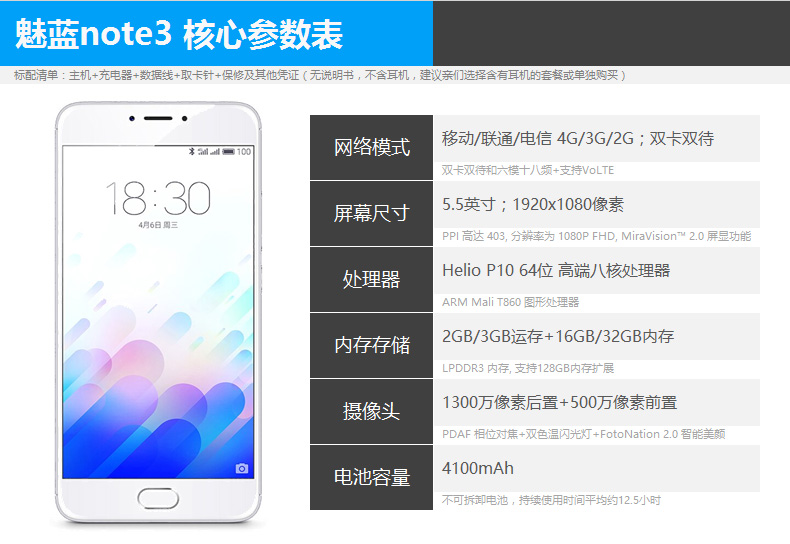 魅蓝note3 核心参数表
标配清单：主机+充电器+数据线+取卡针+保修及其他凭证（无说明书，不含耳机，建议亲们选择含有耳机的套餐或单独购买）
100
18:30
4月6日 周三
网络模式
移动/联通/电信 4G/3G/2G；双卡双待
双卡双待和六模十八频+支持VoLTE
屏幕尺寸
5.5英寸；1920x1080像素
PPI 高达 403, 分辨率为 1080P FHD, MiraVision™ 2.0 屏显功能
处理器
Helio P10 64位 高端八核处理器
ARM Mali T860 图形处理器
内存存储
2GB/3GB运存+16GB/32GB内存
LPDDR3 内存, 支持128GB内存扩展
摄像头
1300万像素后置+500万像素前置
PDAF 相位对焦+双色温闪光灯+FotoNation 2.0 智能美颜
电池容量
4100mAh
不可拆卸电池，持续使用时间平均约12.5小时